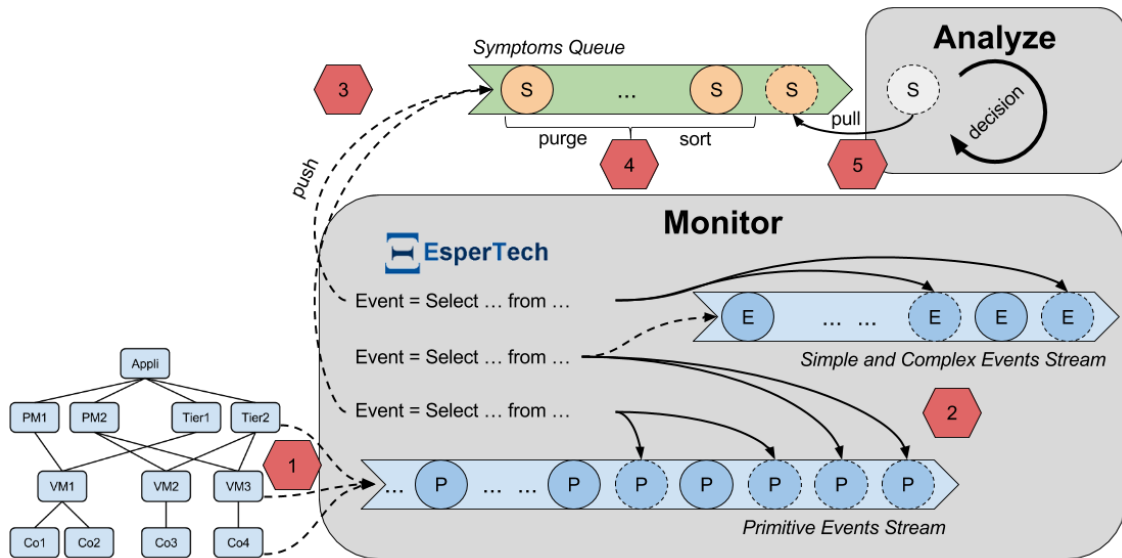 Symptoms Queue
Analyze
3
S
...
S
S
S
decision
pull
purge
sort
4
5
push
Monitor
EsperTech
Event = Select ... from ...
E
... ...
E
E
E
Simple and Complex Events Stream
Event = Select ... from ...
Event = Select ... from ...
2
Appli
PM1
PM2
Tier1
Tier2
1
VM1
VM2
VM3
Co1
Co2
Co3
Co4
...
P
... ...
P
P
P
P
P
P
Primitive Events Stream